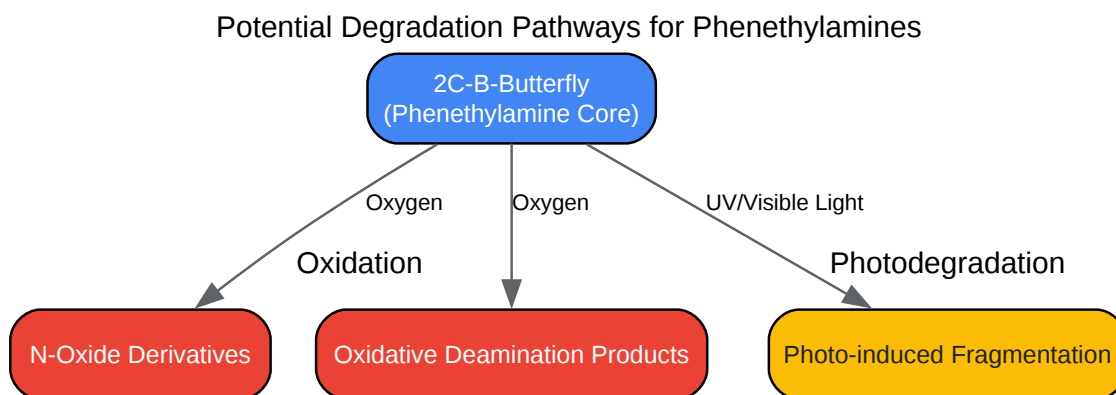 Potential Degradation Pathways for Phenethylamines
2C-B-Butterfly
(Phenethylamine Core)
Oxygen
Oxygen
UV/Visible Light
Oxidation
Photodegradation
N-Oxide Derivatives
Oxidative Deamination Products
Photo-induced Fragmentation